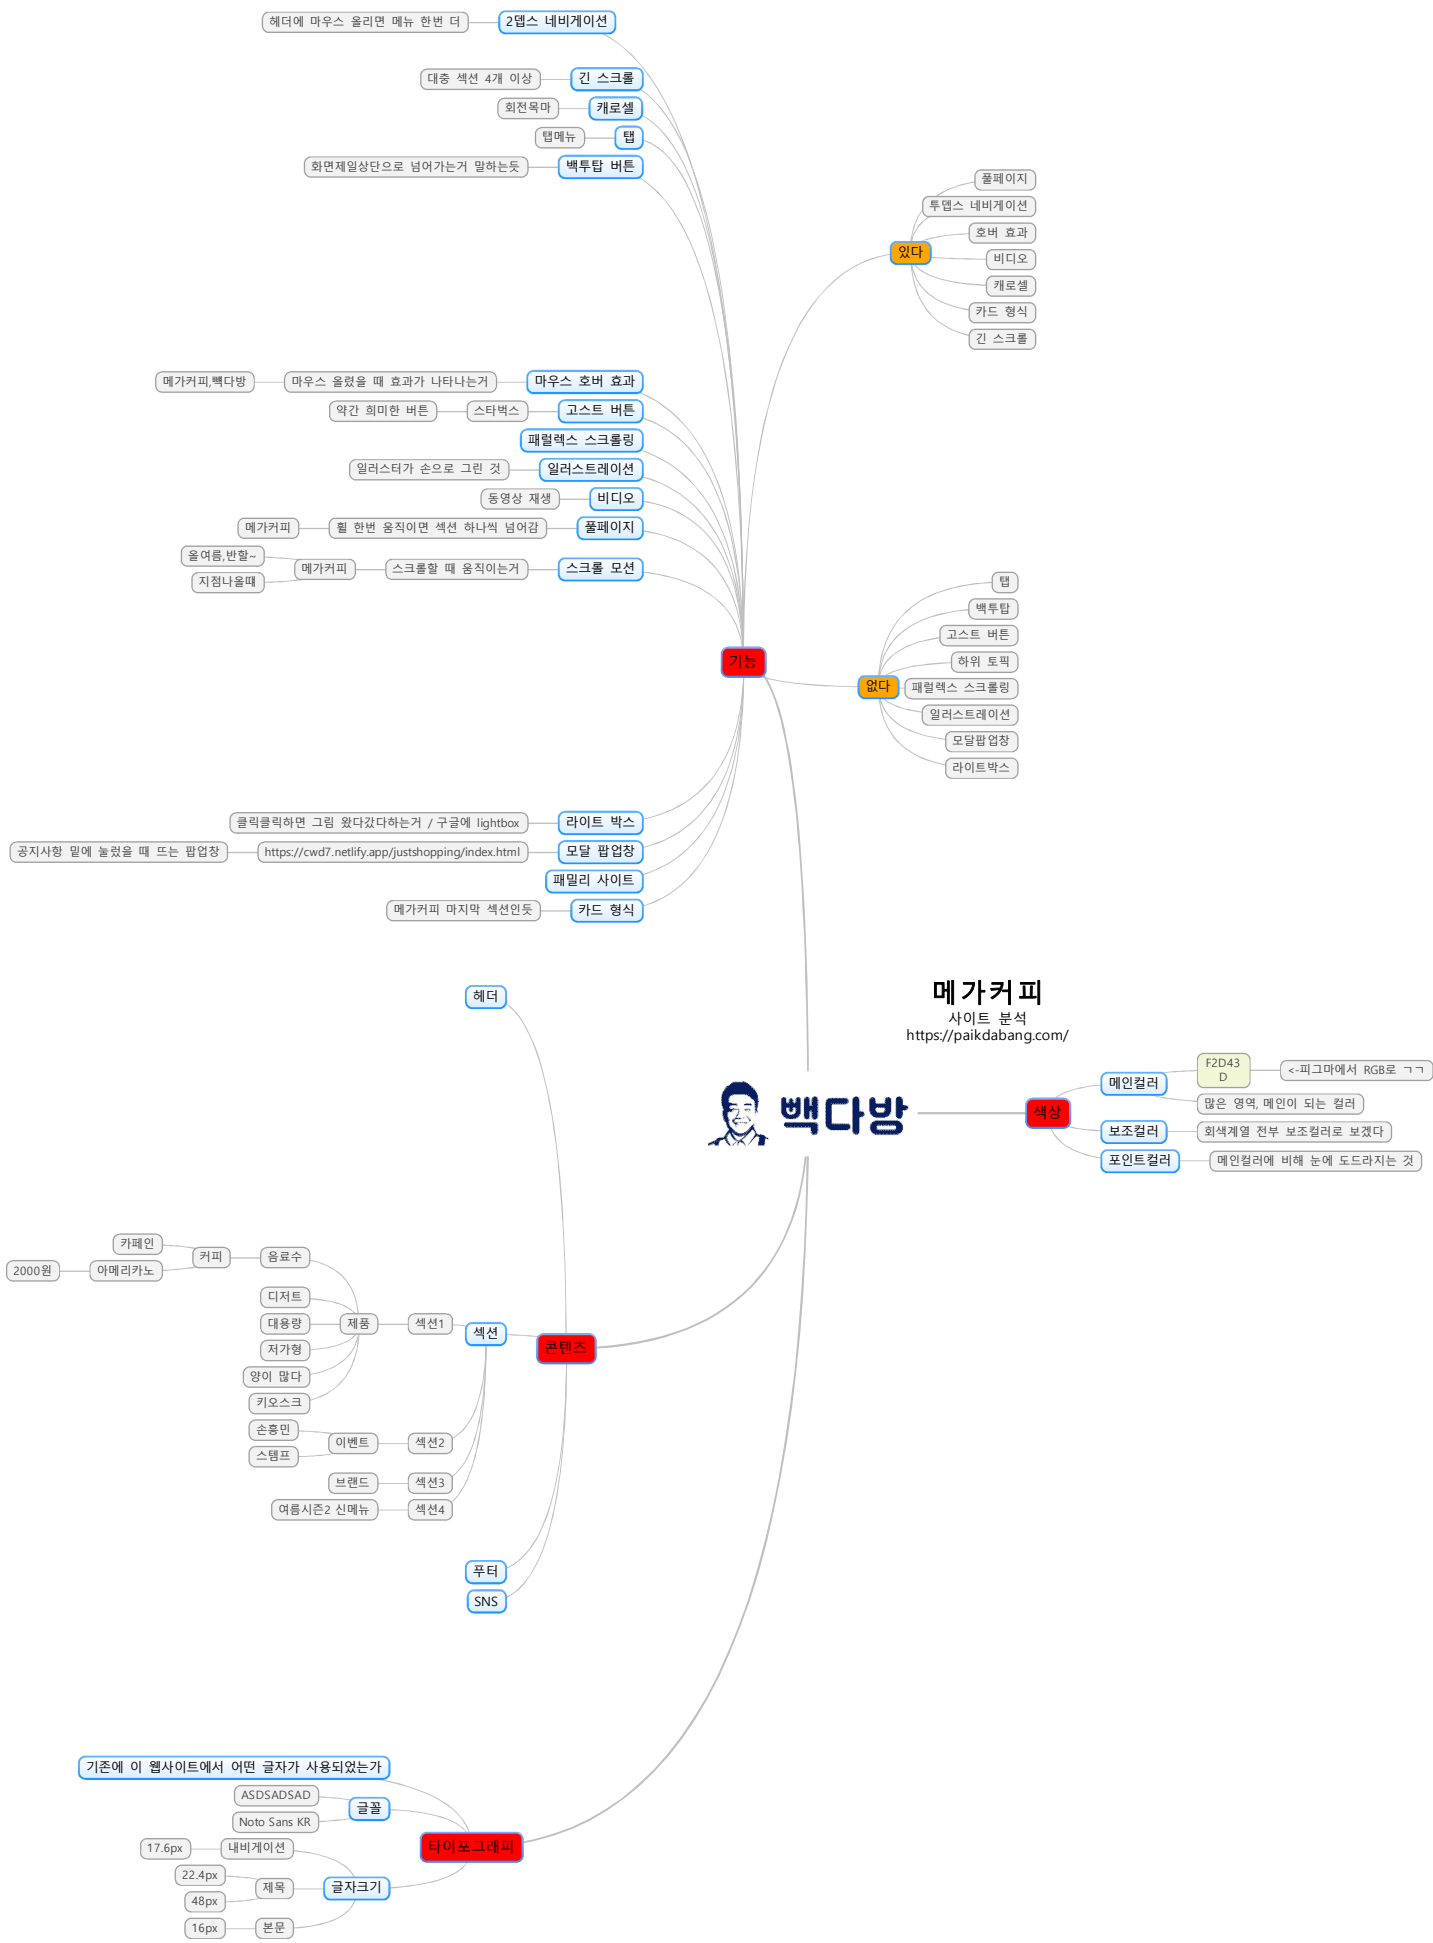 2뎁스 네비게이션
헤더에 마우스 올리면 메뉴 한번 더
긴 스크롤
대충 섹션 4개 이상
캐로셀
회전목마
탭
탭메뉴
백투탑 버튼
화면제일상단으로 넘어가는거 말하는듯
마우스 호버 효과
마우스 올렸을 때 효과가 나타나는거
메가커피,빽다방
고스트 버튼
스타벅스
약간 희미한 버튼
패럴렉스 스크롤링
일러스트레이션
일러스터가 손으로 그린 것
비디오
동영상 재생
풀페이지
휠 한번 움직이면 섹션 하나씩 넘어감
메가커피
스크롤 모션
스크롤할 때 움직이는거
메가커피
올여름,반할~
지점나올떄
기능
라이트 박스
클릭클릭하면 그림 왔다갔다하는거 / 구글에 lightbox
모달 팝업창
https://cwd7.netlify.app/justshopping/index.html
공지사항 밑에 눌렀을 때 뜨는 팝업창
패밀리 사이트
카드 형식
메가커피 마지막 섹션인듯
있다
풀페이지
투뎁스 네비게이션
호버 효과
비디오
캐로셀
카드 형식
긴 스크롤
없다
탭
백투탑
고스트 버튼
하위 토픽
패럴렉스 스크롤링
일러스트레이션
모달팝업창
라이트박스
메가커피
사이트 분석
https://paikdabang.com/
빽다방
색상
메인컬러
F2D43
D
<-피그마에서 RGB로 ㄱㄱ
많은 영역, 메인이 되는 컬러
보조컬러
회색계열 전부 보조컬러로 보겠다
포인트컬러
메인컬러에 비해 눈에 도드라지는 것
콘텐츠
헤더
섹션
섹션1
제품
음료수
커피
카페인
아메리카노
2000원
디저트
대용량
저가형
양이 많다
키오스크
섹션2
이벤트
손흥민
스템프
섹션3
브랜드
섹션4
여름시즌2 신메뉴
푸터
SNS
타이포그래피
기존에 이 웹사이트에서 어떤 글자가 사용되었는가
글꼴
ASDSADSAD
Noto Sans KR
글자크기
내비게이션
17.6px
제목
22.4px
48px
본문
16px